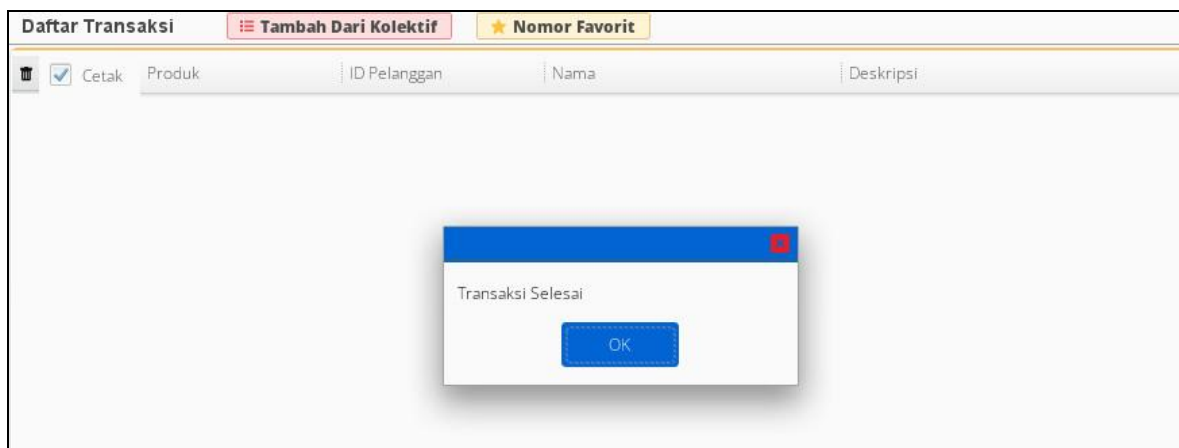 Daftar Transaksi Tambah Dari Kolektif Nomor Favorit
Cetak Produk ID Pelanggan Nama Deskripsi
Transaksi Selesai
OK